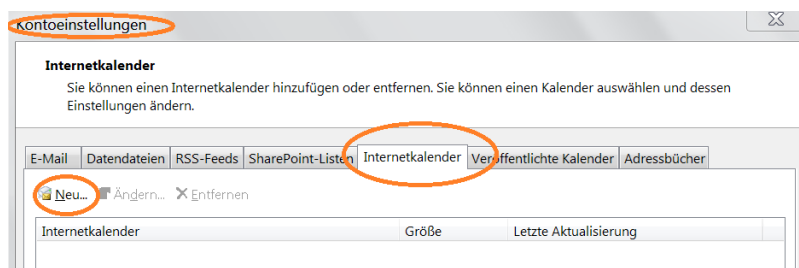 Kontoeinstellungen
Internetkalender
Sie können einen Internetkalender hinzufügen oder entfernen. Sie können einen Kalender auswählen und dessen
Einstellungen ändern.
E-Mail Datendateien RSS-Feeds SharePoint-Listen Internetkalender Veröffentlichte Kalender Adressbücher
Neu... Ändern... Entfernen
Internetkalender Größe Letzte Aktualisierung